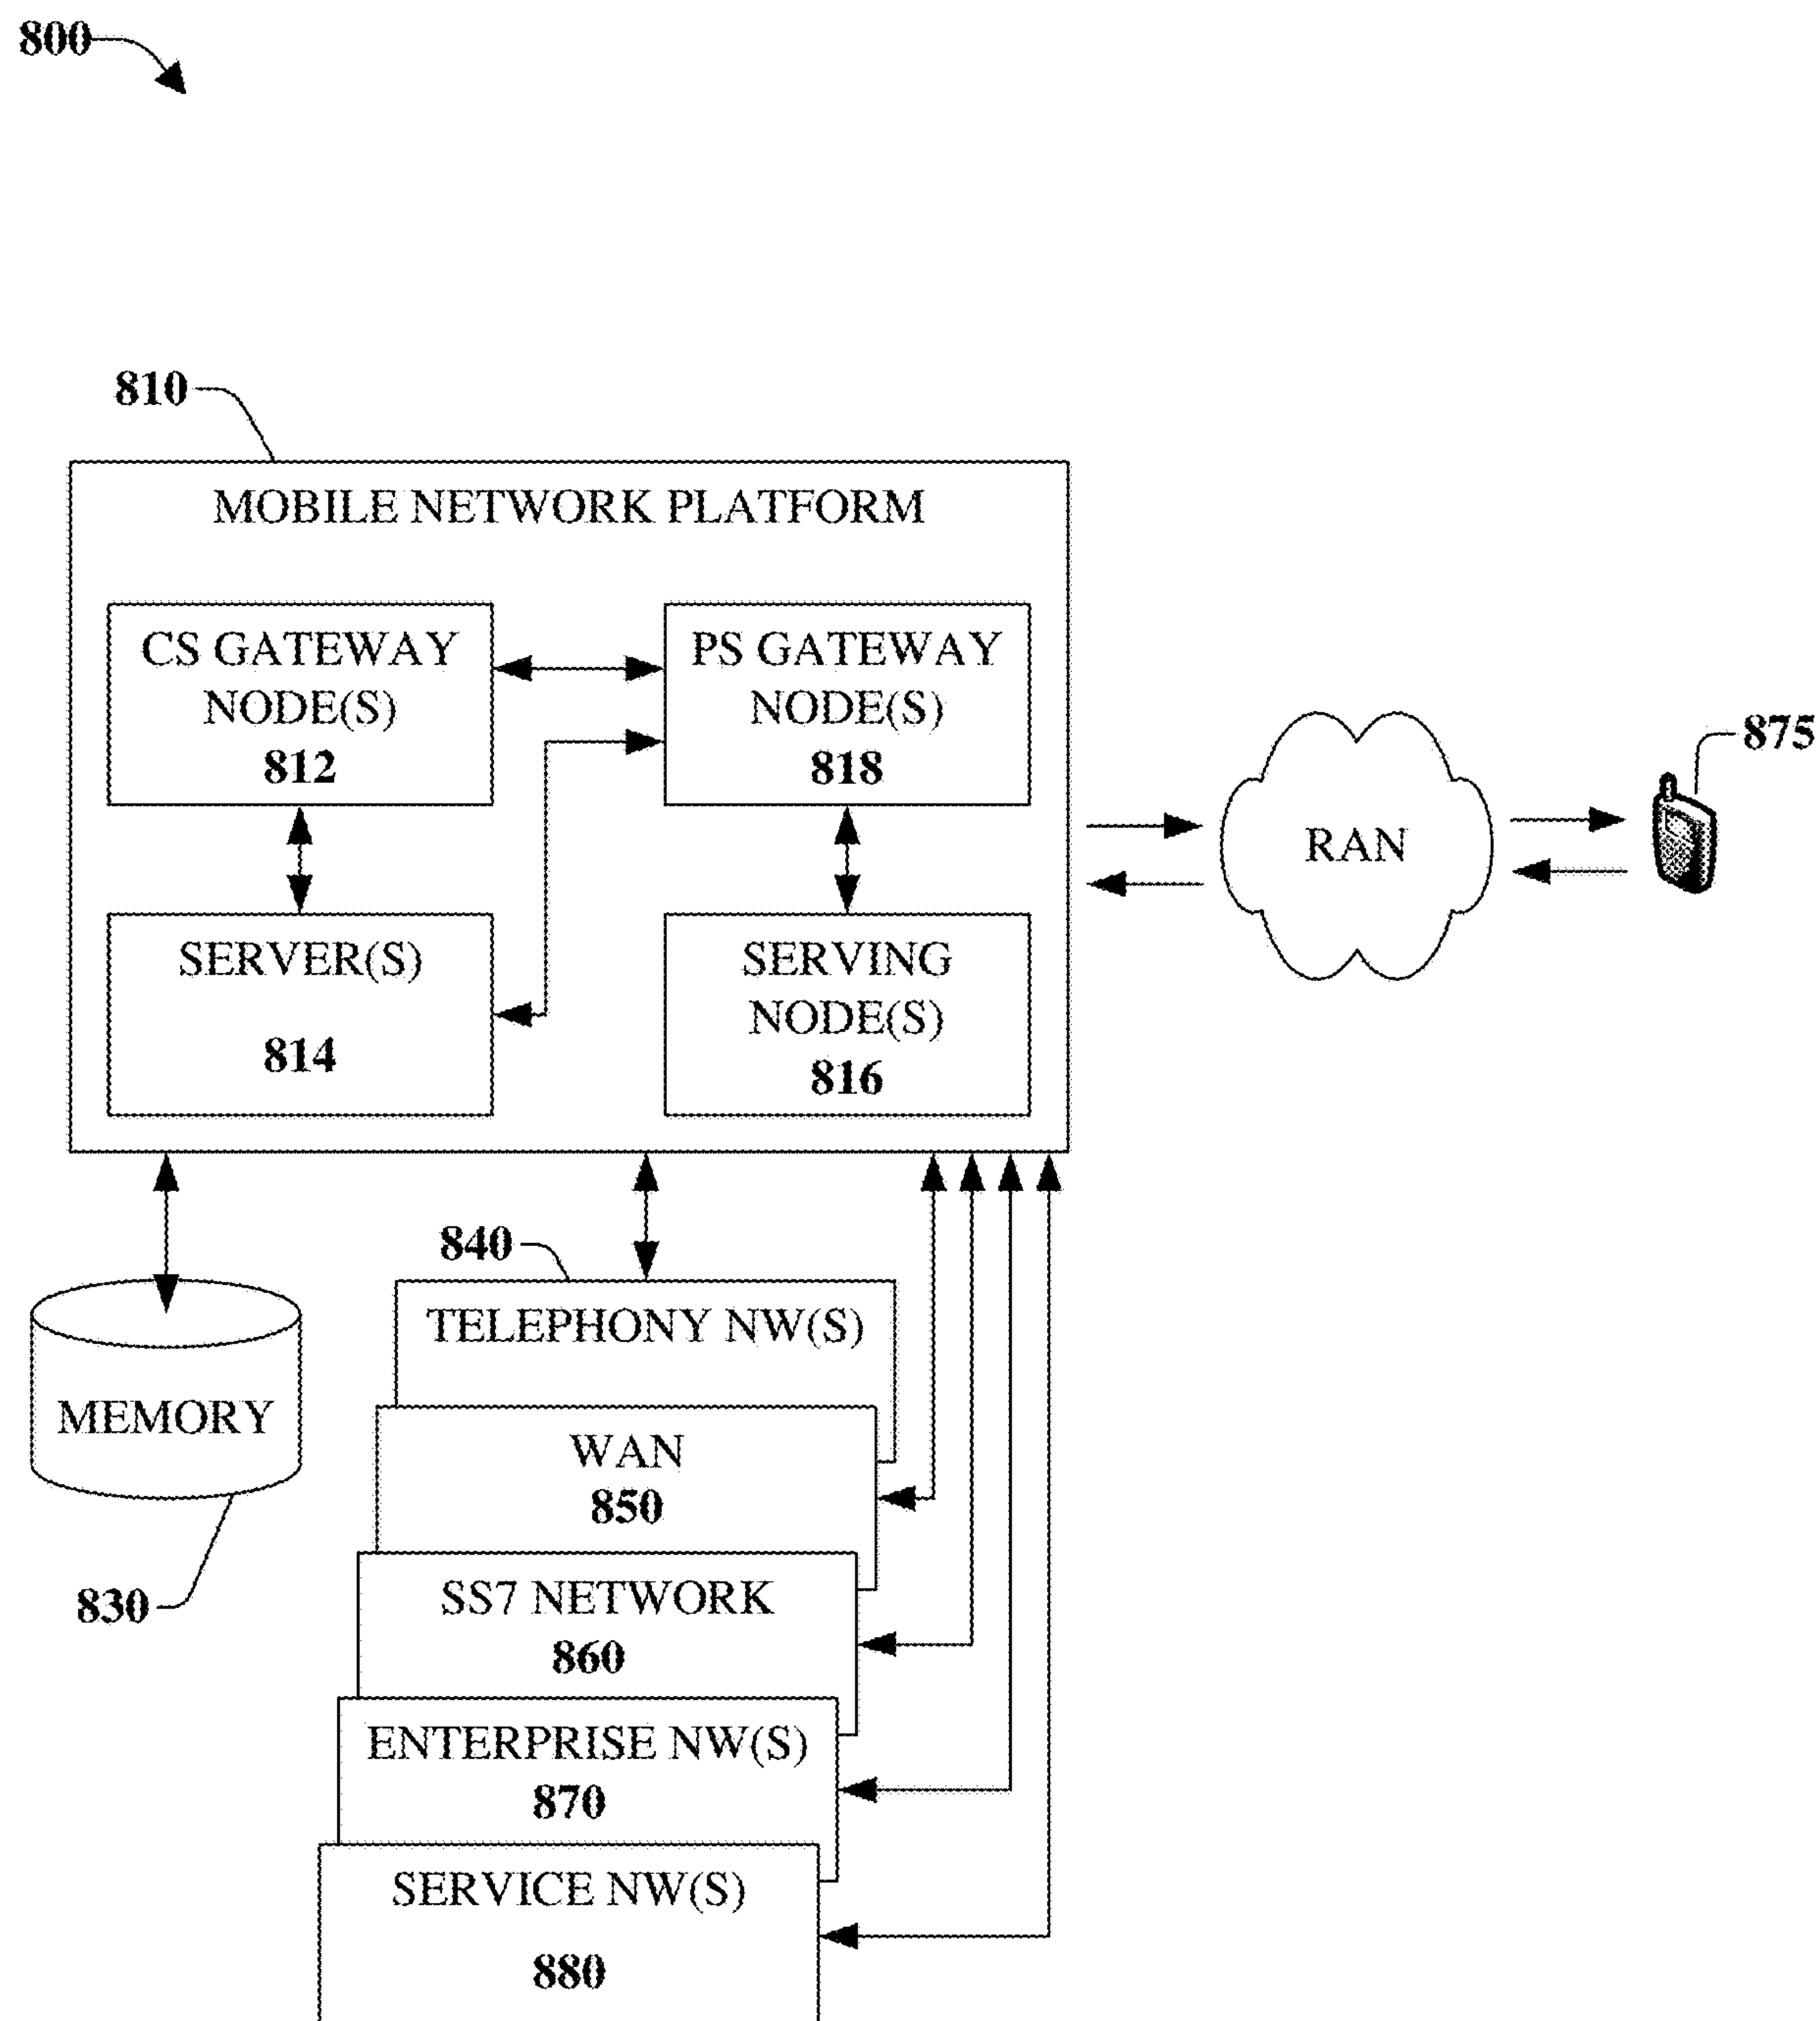 800
810
MOBILE NETWORK PLATFORM
CS GATEWAY
NODE(S)
812
PS GATEWAY
NODE(S)
818
SERVER(S)
814
SERVING
NODE(S)
816
RAN
875
840
TELEPHONY NW(S)
MEMORY
830
WAN
850
SS7 NETWORK
860
ENTERPRISE NW(S)
870
SERVICE NW(S)
880